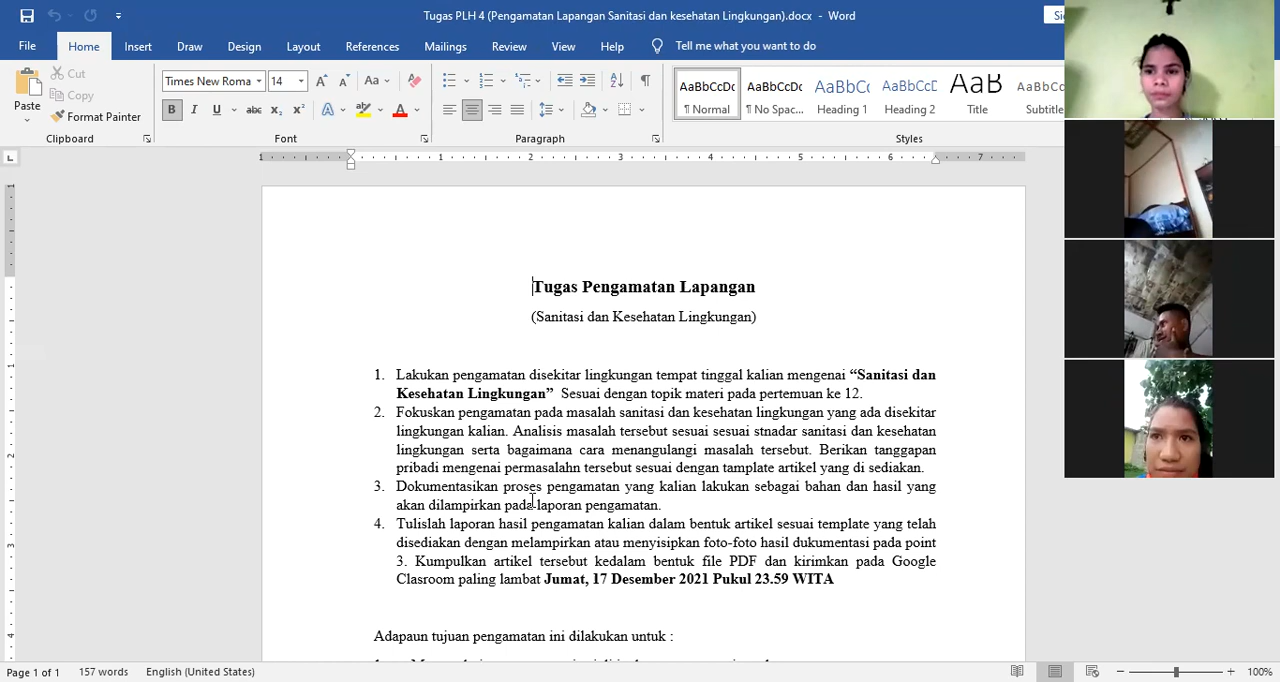 Tugas PLH 4 (Pengamatan Lapangan Sanitasi dan kesehatan Lingkungan).docx - Word
File Home Insert Draw Design Layout References Mailings Review View Help Tell me what you want to do
Paste
Cut
Copy
Format Painter
Clipboard
Times New Roma 14
Font
Paragraph
AaBbCcDc
¶ Normal
AaBbCcDc
¶ No Spac...
AaBbCcD
Heading 1
AaBbCcD
Heading 2
AaB
Title
Subtitle
Styles
Tugas Pengamatan Lapangan
(Sanitasi dan Kesehatan Lingkungan)
1. Lakukan pengamatan disekitar lingkungan tempat tinggal kalian mengenai “Sanitasi dan
Kesehatan Lingkungan” Sesuai dengan topik materi pada pertemuan ke 12.
2. Fokuskan pengamatan pada masalah sanitasi dan kesehatan lingkungan yang ada disekitar
lingkungan kalian. Analisis masalah tersebut sesuai sesuai stnadar sanitasi dan kesehatan
lingkungan serta bagaimana cara menangulangi masalah tersebut. Berikan tanggapan
pribadi mengenai permasalahn tersebut sesuai dengan tamplate artikel yang di sediakan.
3. Dokumentasikan proses pengamatan yang kalian lakukan sebagai bahan dan hasil yang
akan dilampirkan pada laporan pengamatan.
4. Tulislah laporan hasil pengamatan kalian dalam bentuk artikel sesuai template yang telah
disediakan dengan melampirkan atau menyisipkan foto-foto hasil dukumentasi pada point
3. Kumpulkan artikel tersebut kedalam bentuk file PDF dan kirimkan pada Google
Clasroom paling lambat Jumat, 17 Desember 2021 Pukul 23.59 WITA
Adapaun tujuan pengamatan ini dilakukan untuk :
Page 1 of 1 157 words English (United States) 100%